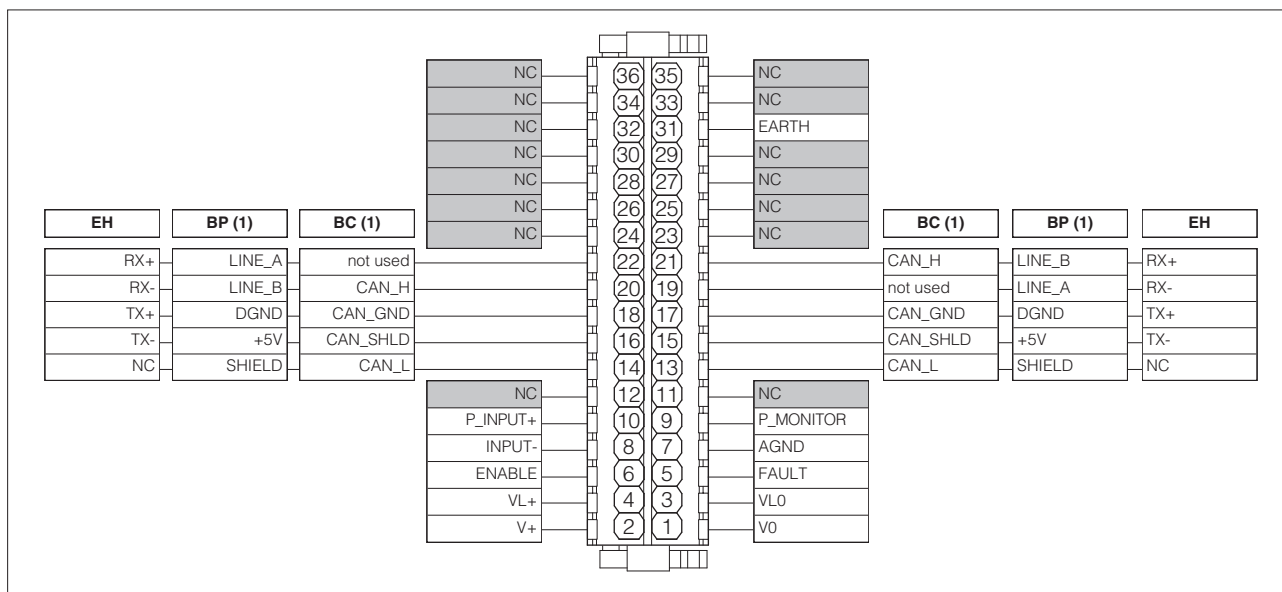 NC 36 35 NC
NC 34 33 NC
NC 32 31 EARTH
NC 30 29 NC
NC 28 27 NC
NC 26 25 NC
NC 24 23 NC
EH BP (1) BC (1) BC (1) BP (1) EH
RX+ LINE_A not used 22 21 CAN_H LINE_B RX+
RX- LINE_B CAN_H 20 19 not used LINE_A RX-
TX+ DGND CAN_GND 18 17 CAN_GND DGND TX+
TX- +5V CAN_SHLD 16 15 CAN_SHLD +5V TX-
NC SHIELD CAN_L 14 13 CAN_L SHIELD NC
NC 12 11 NC
P_INPUT+ 10 9 P_MONITOR
INPUT- 8 7 AGND
ENABLE 6 5 FAULT
VL+ 4 3 VL0
V+ 2 1 V0